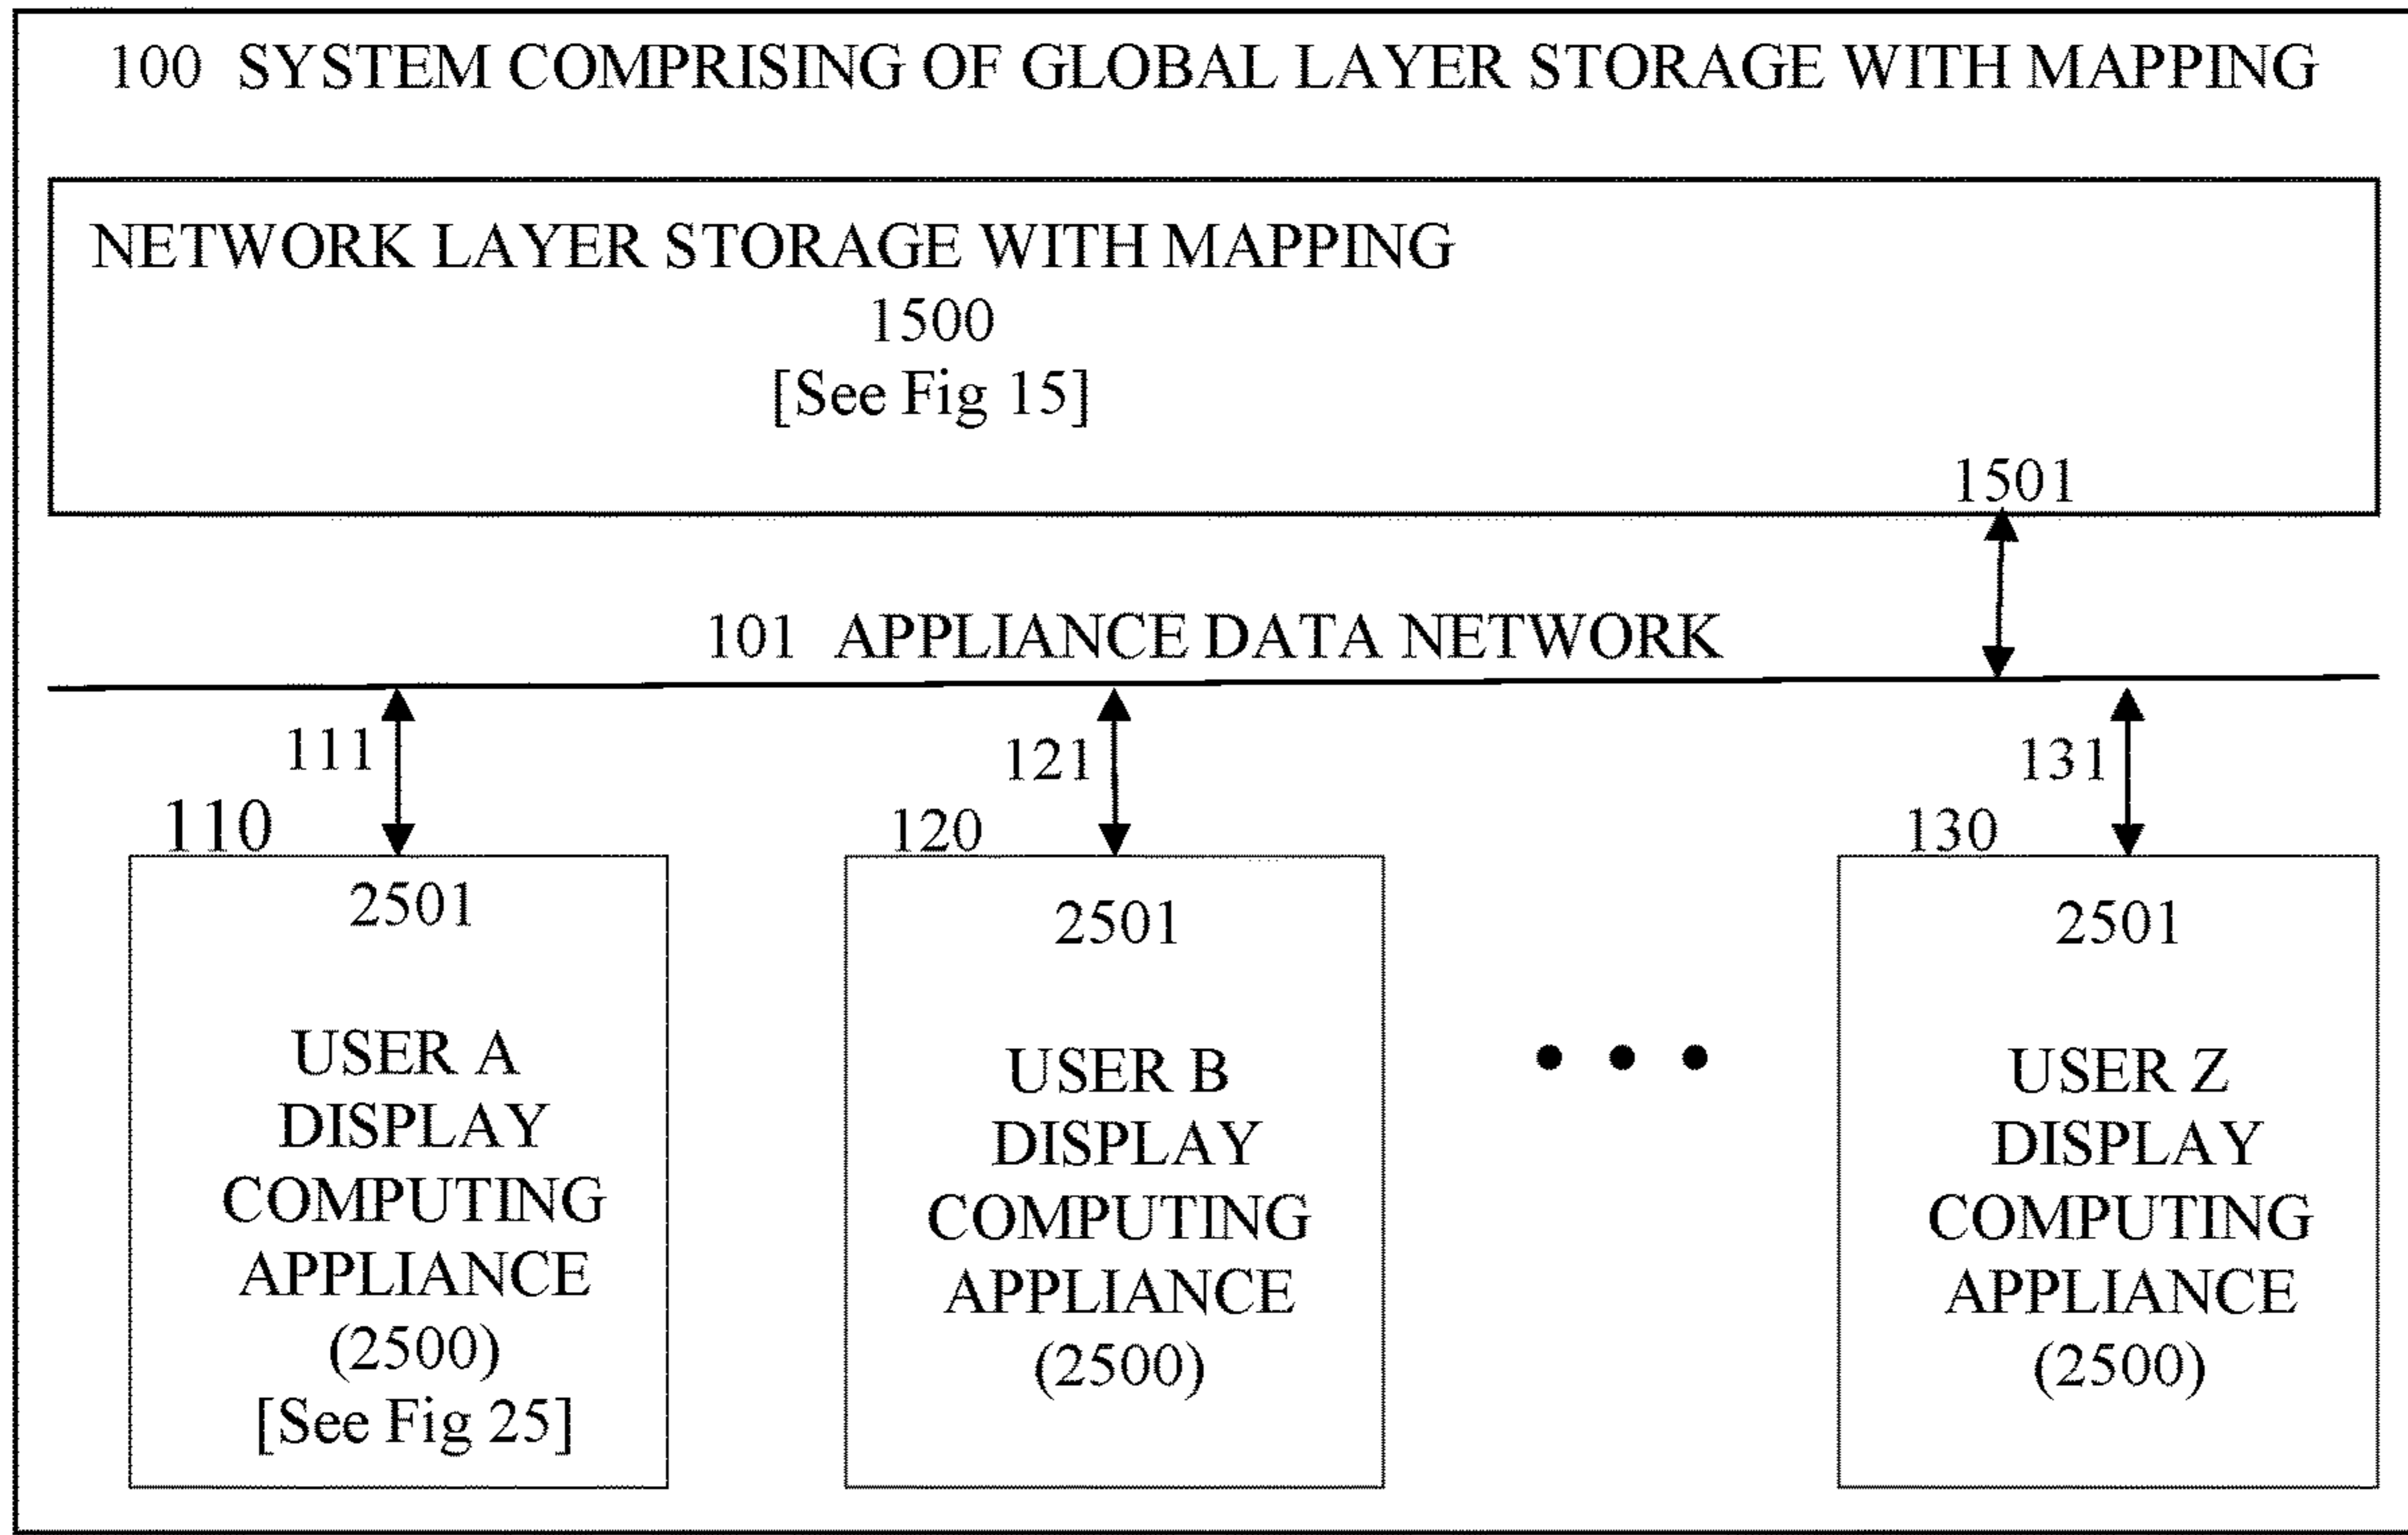 100 SYSTEM COMPRISING OF GLOBAL LAYER STORAGE WITH MAPPING
NETWORK LAYER STORAGE WITH MAPPING
1500
[See Fig 15]
1501
101 APPLIANCE DATA NETWORK
111
121
131
110
120
130
2501
USER A
DISPLAY
COMPUTING
APPLIANCE
(2500)
[See Fig 25]
2501
USER B
DISPLAY
COMPUTING
APPLIANCE
(2500)
• • •
2501
USER Z
DISPLAY
COMPUTING
APPLIANCE
(2500)